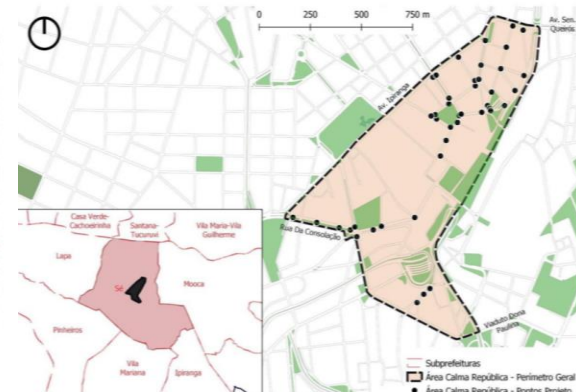 0 250 500 750 m
Av. Sen.
Queirós
Av. Ipiranga
Rua Da Consolação
Viaduto Dona
Paulina
Casa Verde-
Cachoeirinha
Santana-
Tucuruvi
Vila Maria-Vila
Guilherme
Lapa
Sé
Mooca
Pinheiros
Vila
Mariana
Ipiranga
Subprefeituras
Área Calma República - Perímetro Geral
Área Calma República - Pontos Projeto